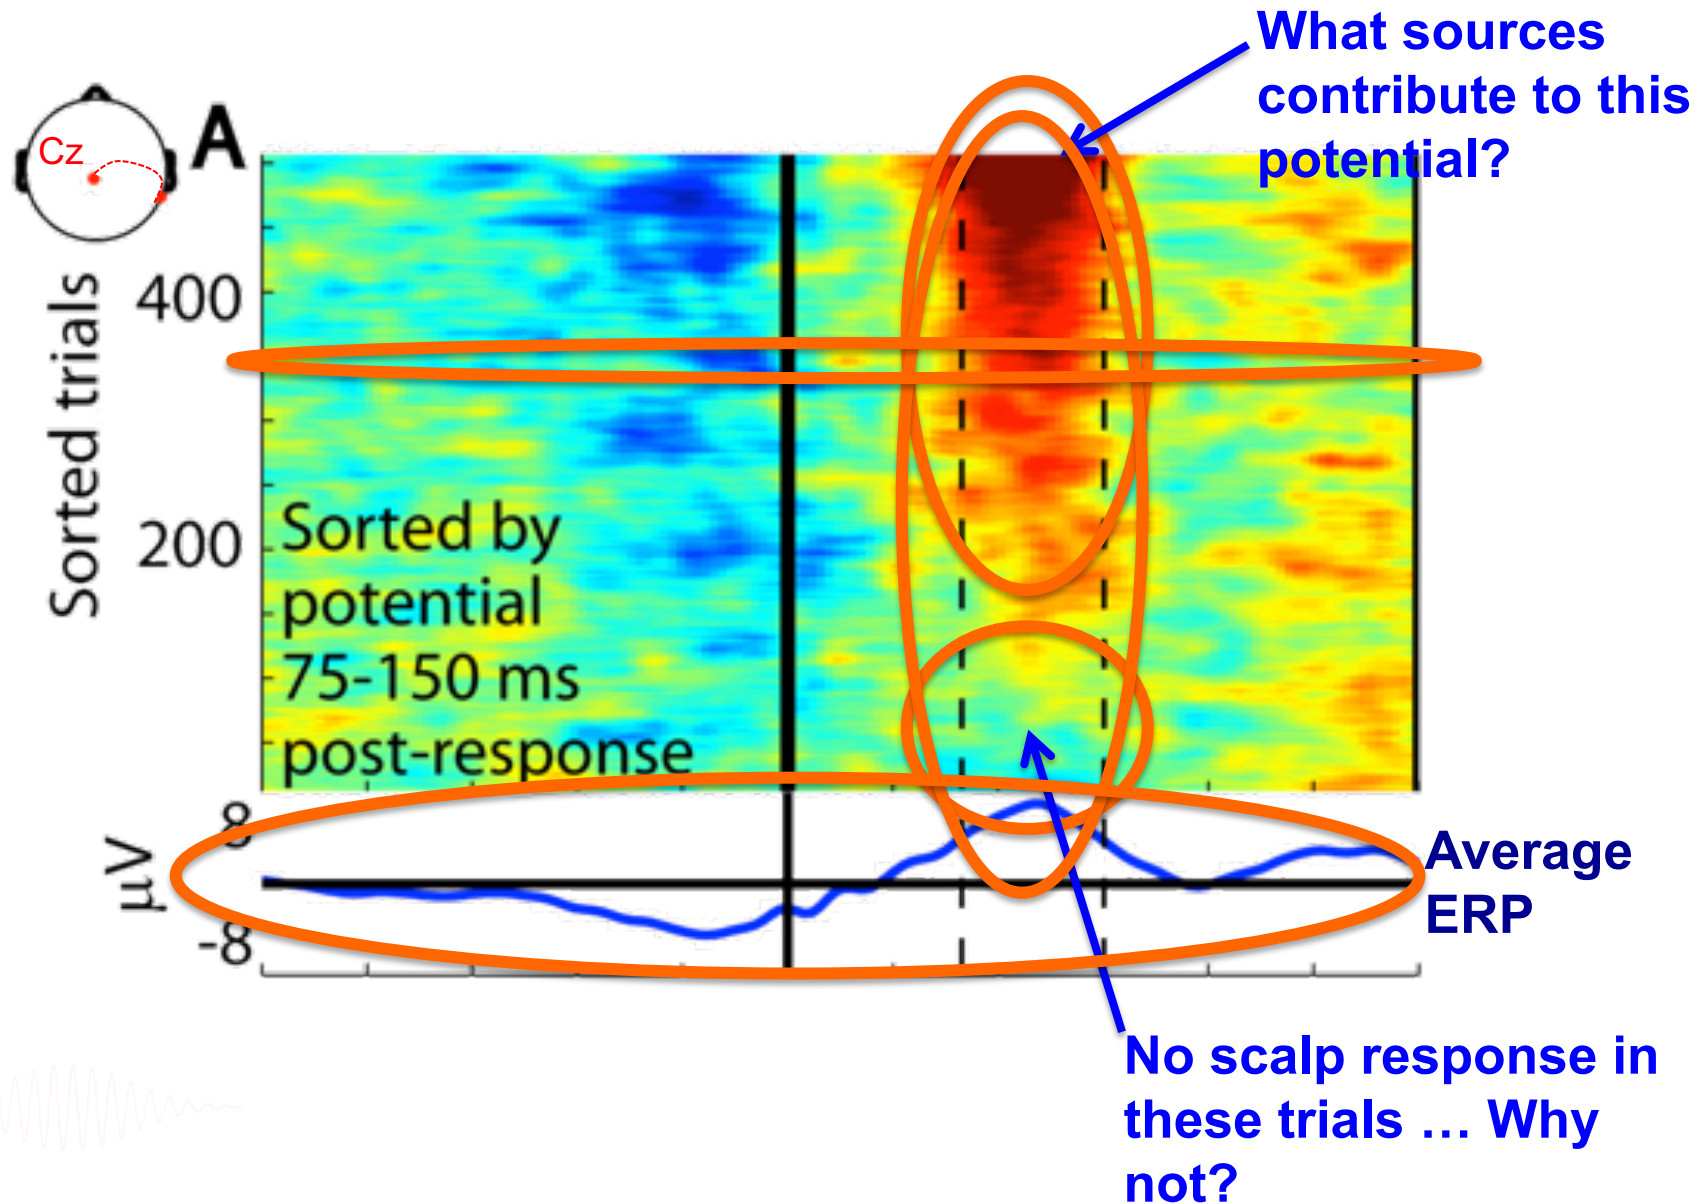 What sources
contribute to this
potential?
Cz
A
Sorted trials
400
200
Sorted by
potential
75-150 ms
post-response
µV
8
-8
Average
ERP
No scalp response in
these trials … Why
not?